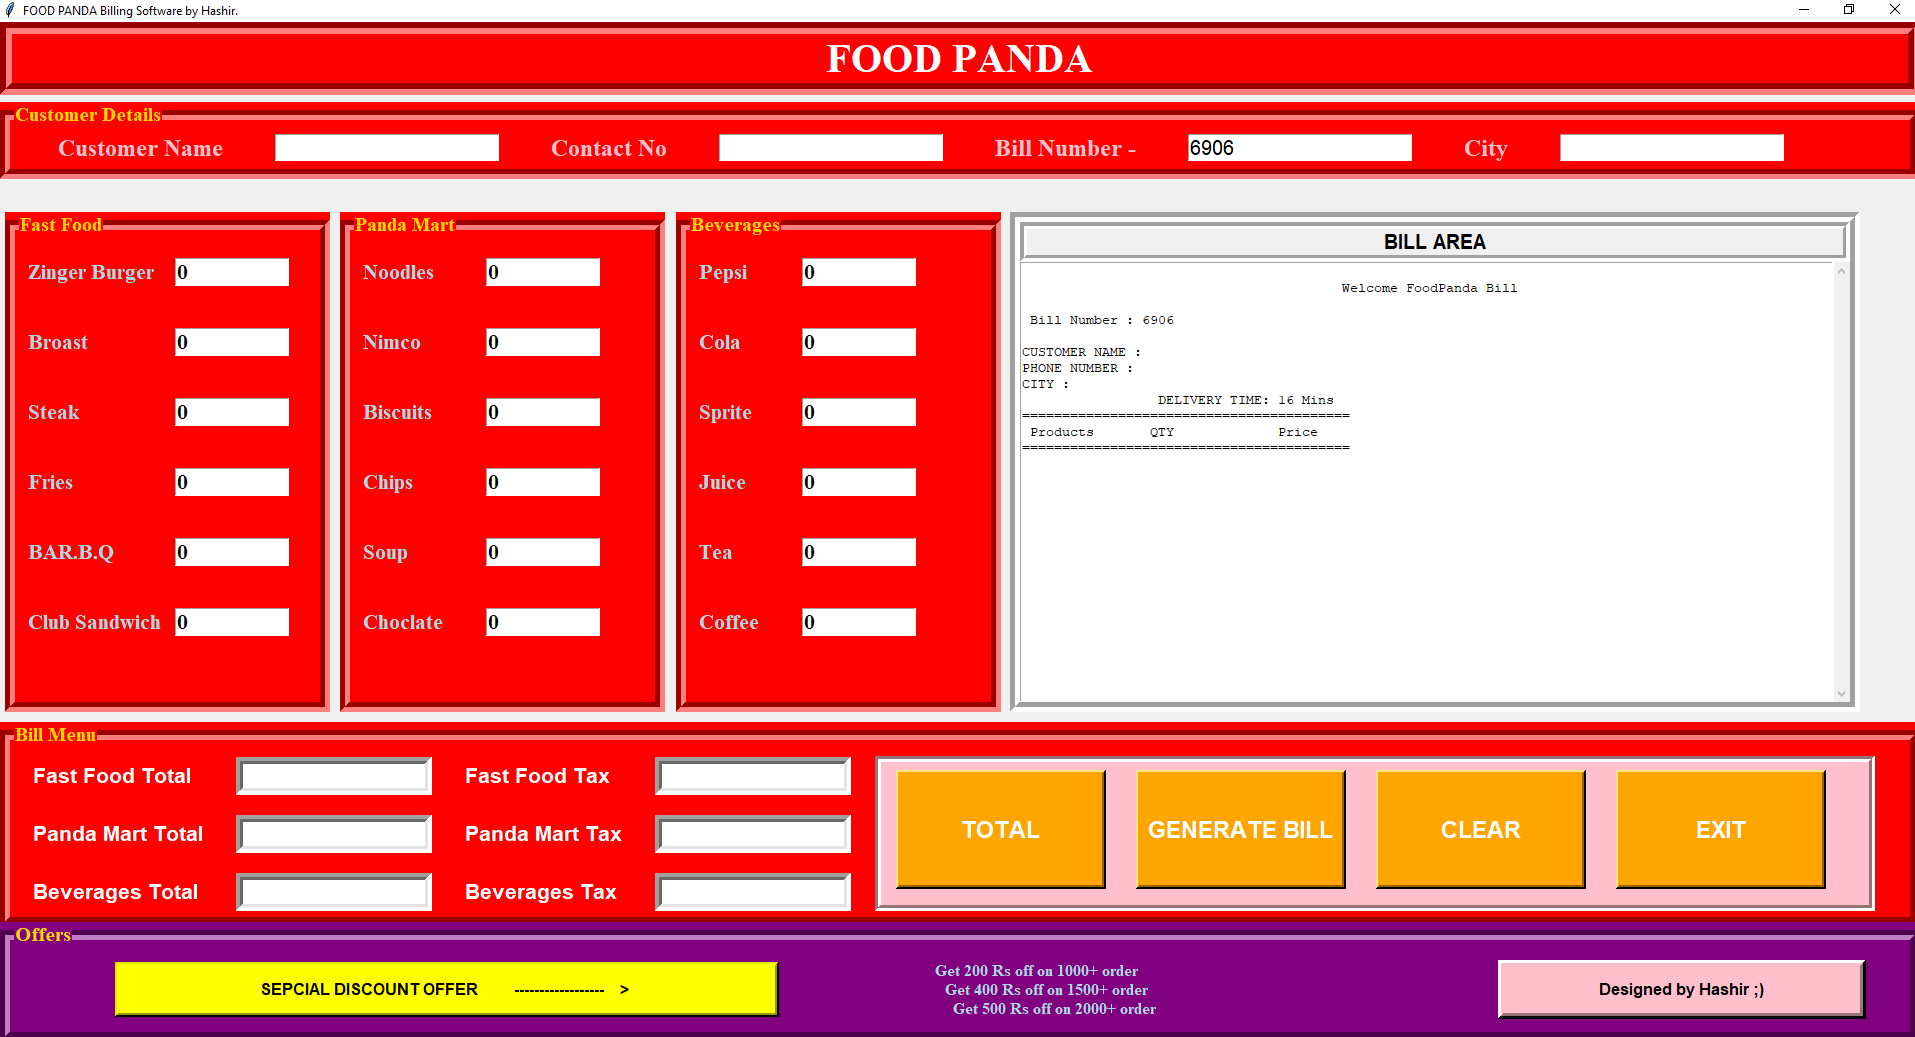 FOOD PANDA Billing Software by Hashir.
FOOD PANDA
Customer Details
Customer Name Contact No Bill Number - 6906 City
Fast Food
Zinger Burger 0
Broast 0
Steak 0
Fries 0
BAR.B.Q 0
Club Sandwich 0
Panda Mart
Noodles 0
Nimco 0
Biscuits 0
Chips 0
Soup 0
Choclate 0
Beverages
Pepsi 0
Cola 0
Sprite 0
Juice 0
Tea 0
Coffee 0
BILL AREA
Welcome FoodPanda Bill
Bill Number : 6906
CUSTOMER NAME :
PHONE NUMBER :
CITY :
DELIVERY TIME: 16 Mins
=========================================
Products QTY Price
=========================================
Bill Menu
Fast Food Total Fast Food Tax
Panda Mart Total Panda Mart Tax
Beverages Total Beverages Tax
TOTAL GENERATE BILL CLEAR EXIT
Offers
SEPCIAL DISCOUNT OFFER ------------------ >
Get 200 Rs off on 1000+ order
Get 400 Rs off on 1500+ order
Get 500 Rs off on 2000+ order
Designed by Hashir ;)